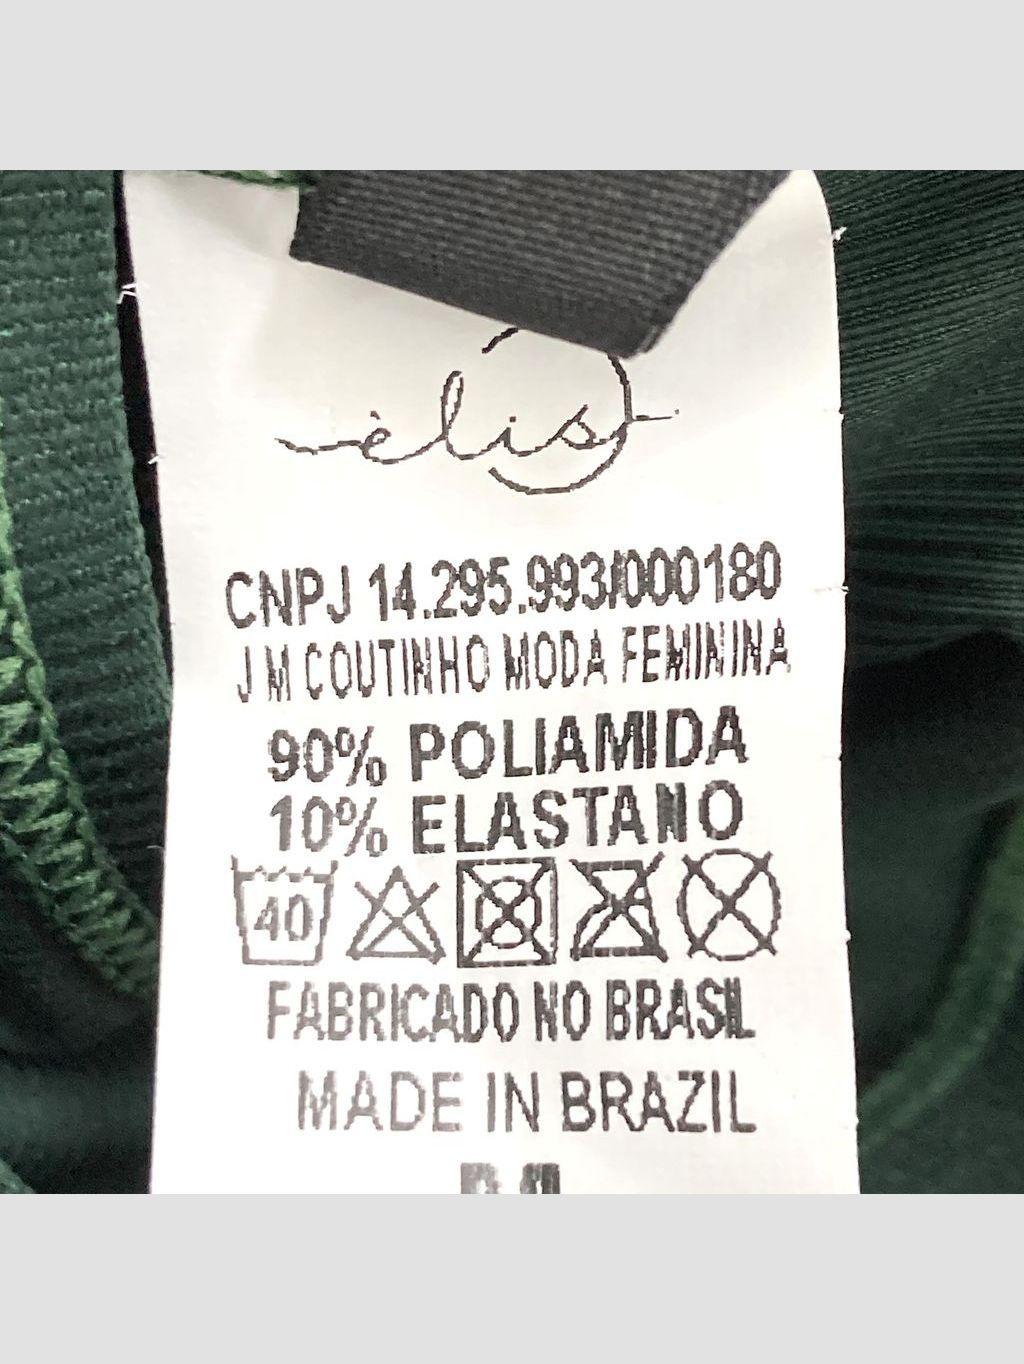 èlis
CNPJ 14.295.993/000180
J M COUTINHO MODA FEMININA
90% POLIAMIDA
10% ELASTANO
40
FABRICADO NO BRASIL
MADE IN BRAZIL